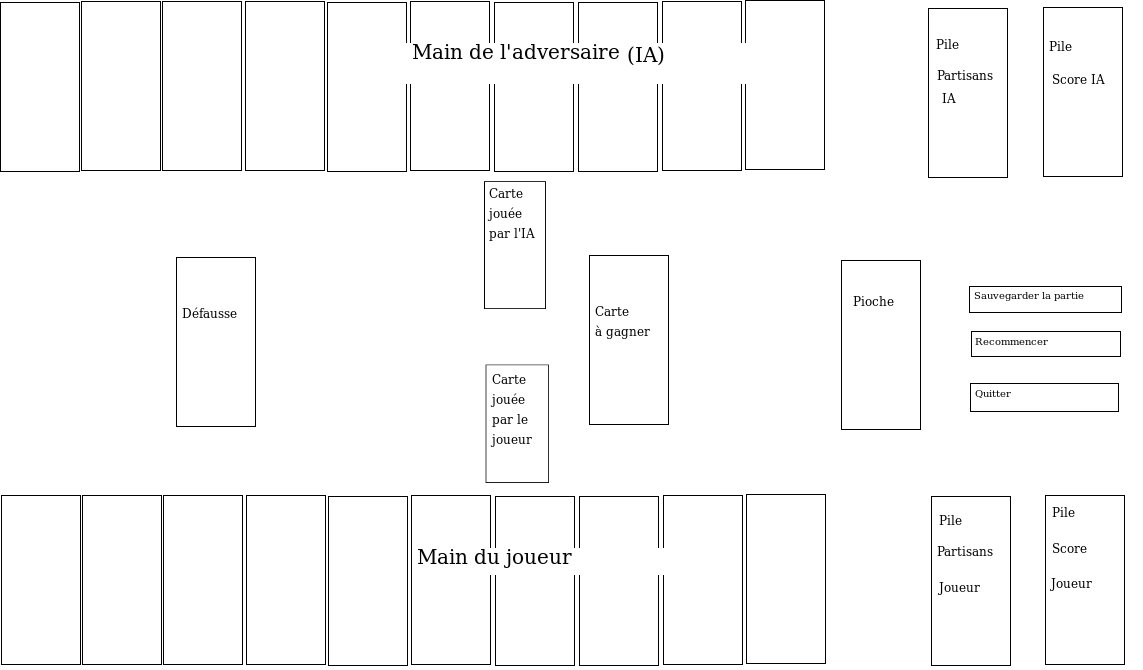 Main de l'adversaire (IA)
Pile
Partisans
IA
Pile
Score IA
Carte
jouée
par l'IA
Défausse
Carte
à gagner
Pioche
Sauvegarder la partie
Recommencer
Quitter
Carte
jouée
par le
joueur
Main du joueur
Pile
Partisans
Joueur
Pile
Score
Joueur